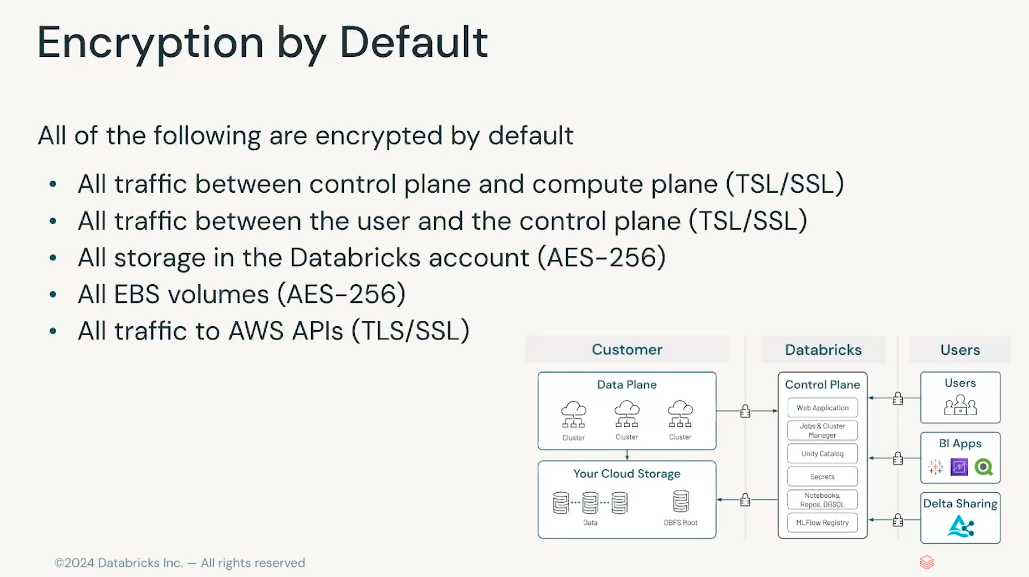 Encryption by Default
All of the following are encrypted by default
• All traffic between control plane and compute plane (TSL/SSL)
• All traffic between the user and the control plane (TSL/SSL)
• All storage in the Databricks account (AES-256)
• All EBS volumes (AES-256)
• All traffic to AWS APIs (TLS/SSL)
Customer
Data Plane
Cluster
Cluster
Cluster
Your Cloud Storage
Data
DBFS Root
Databricks
Control Plane
Web Application
Jobs & Cluster
Manager
Unity Catalog
Secrets
Notebooks,
Repos, DBSQL
MLFlow Registry
Users
Users
BI Apps
Delta Sharing
©2024 Databricks Inc. — All rights reserved